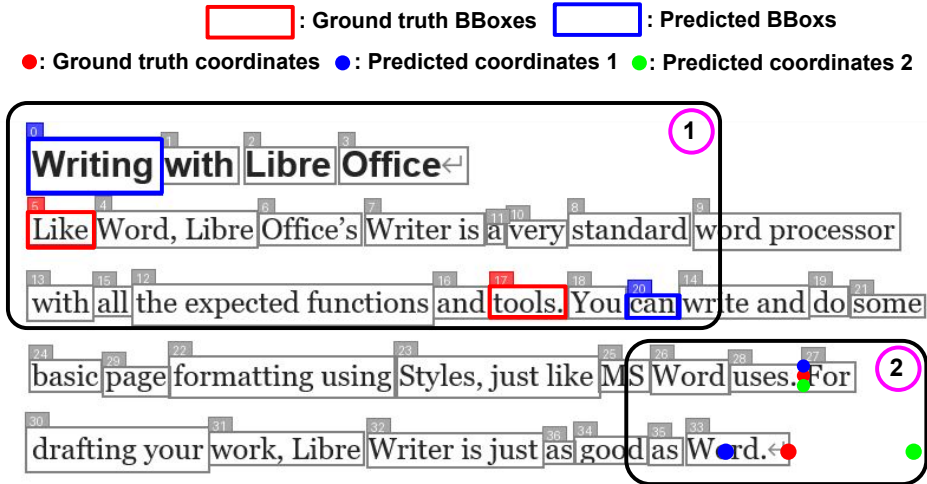 : Ground truth BBoxes : Predicted BBoxs
: Ground truth coordinates : Predicted coordinates 1 : Predicted coordinates 2
1
0 1 2 3
Writing with Libre Office↵
5 4 6 7 11 10 8 9
Like Word, Libre Office's Writer is a very standard word processor
13 15 12 16 17 18 20 14 19 21
with all the expected functions and tools. You can write and do some
24 29 22 23 25 26 28 27
basic page formatting using Styles, just like MS Word uses. For
2
30 31 32 36 34 35 33
drafting your work, Libre Writer is just as good as Word.↵